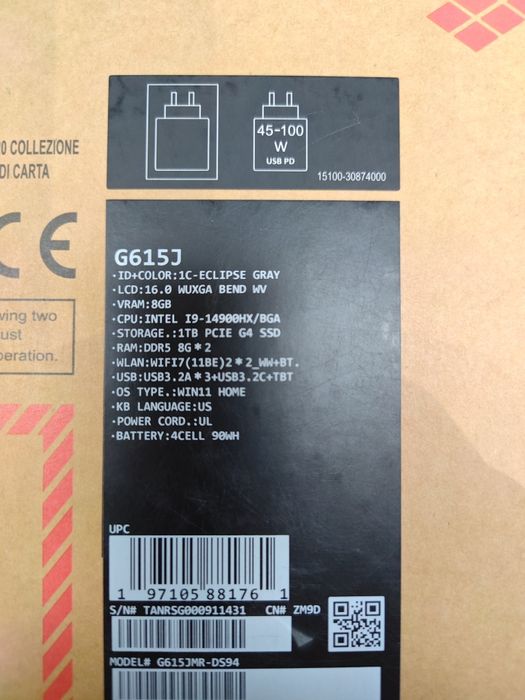 45-100
W
USB PD
15100-30874000
COLLEZIONE
DI CARTA
CE
two
operation.
G615J
·ID+COLOR:1C-ECLIPSE GRAY
·LCD:16.0 WUXGA BEND WV
·VRAM:8GB
·CPU:INTEL I9-14900HX/BGA
·STORAGE.:1TB PCIE G4 SSD
·RAM:DDR5 8G*2
·WLAN:WIFI7(11BE)2*2_WW+BT.
·USB:USB3.2A*3+USB3.2C+TBT
·OS TYPE.:WIN11 HOME
·KB LANGUAGE:US
·POWER CORD.:UL
·BATTERY:4CELL 90WH
UPC
1 97105 88176 1
S/N# TANRSG000911431 CN# ZM9D
MODEL# G615JMR-DS94